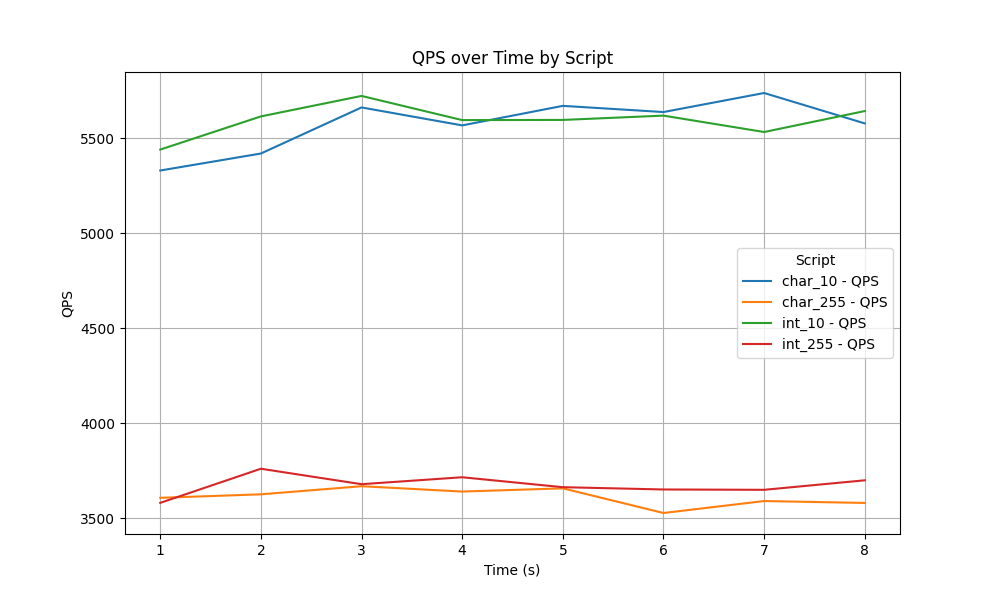 QPS over Time by Script
QPS
5500
5000
4500
4000
3500
Script
char_10 - QPS
char_255 - QPS
int_10 - QPS
int_255 - QPS
1 2 3 4 5 6 7 8
Time (s)